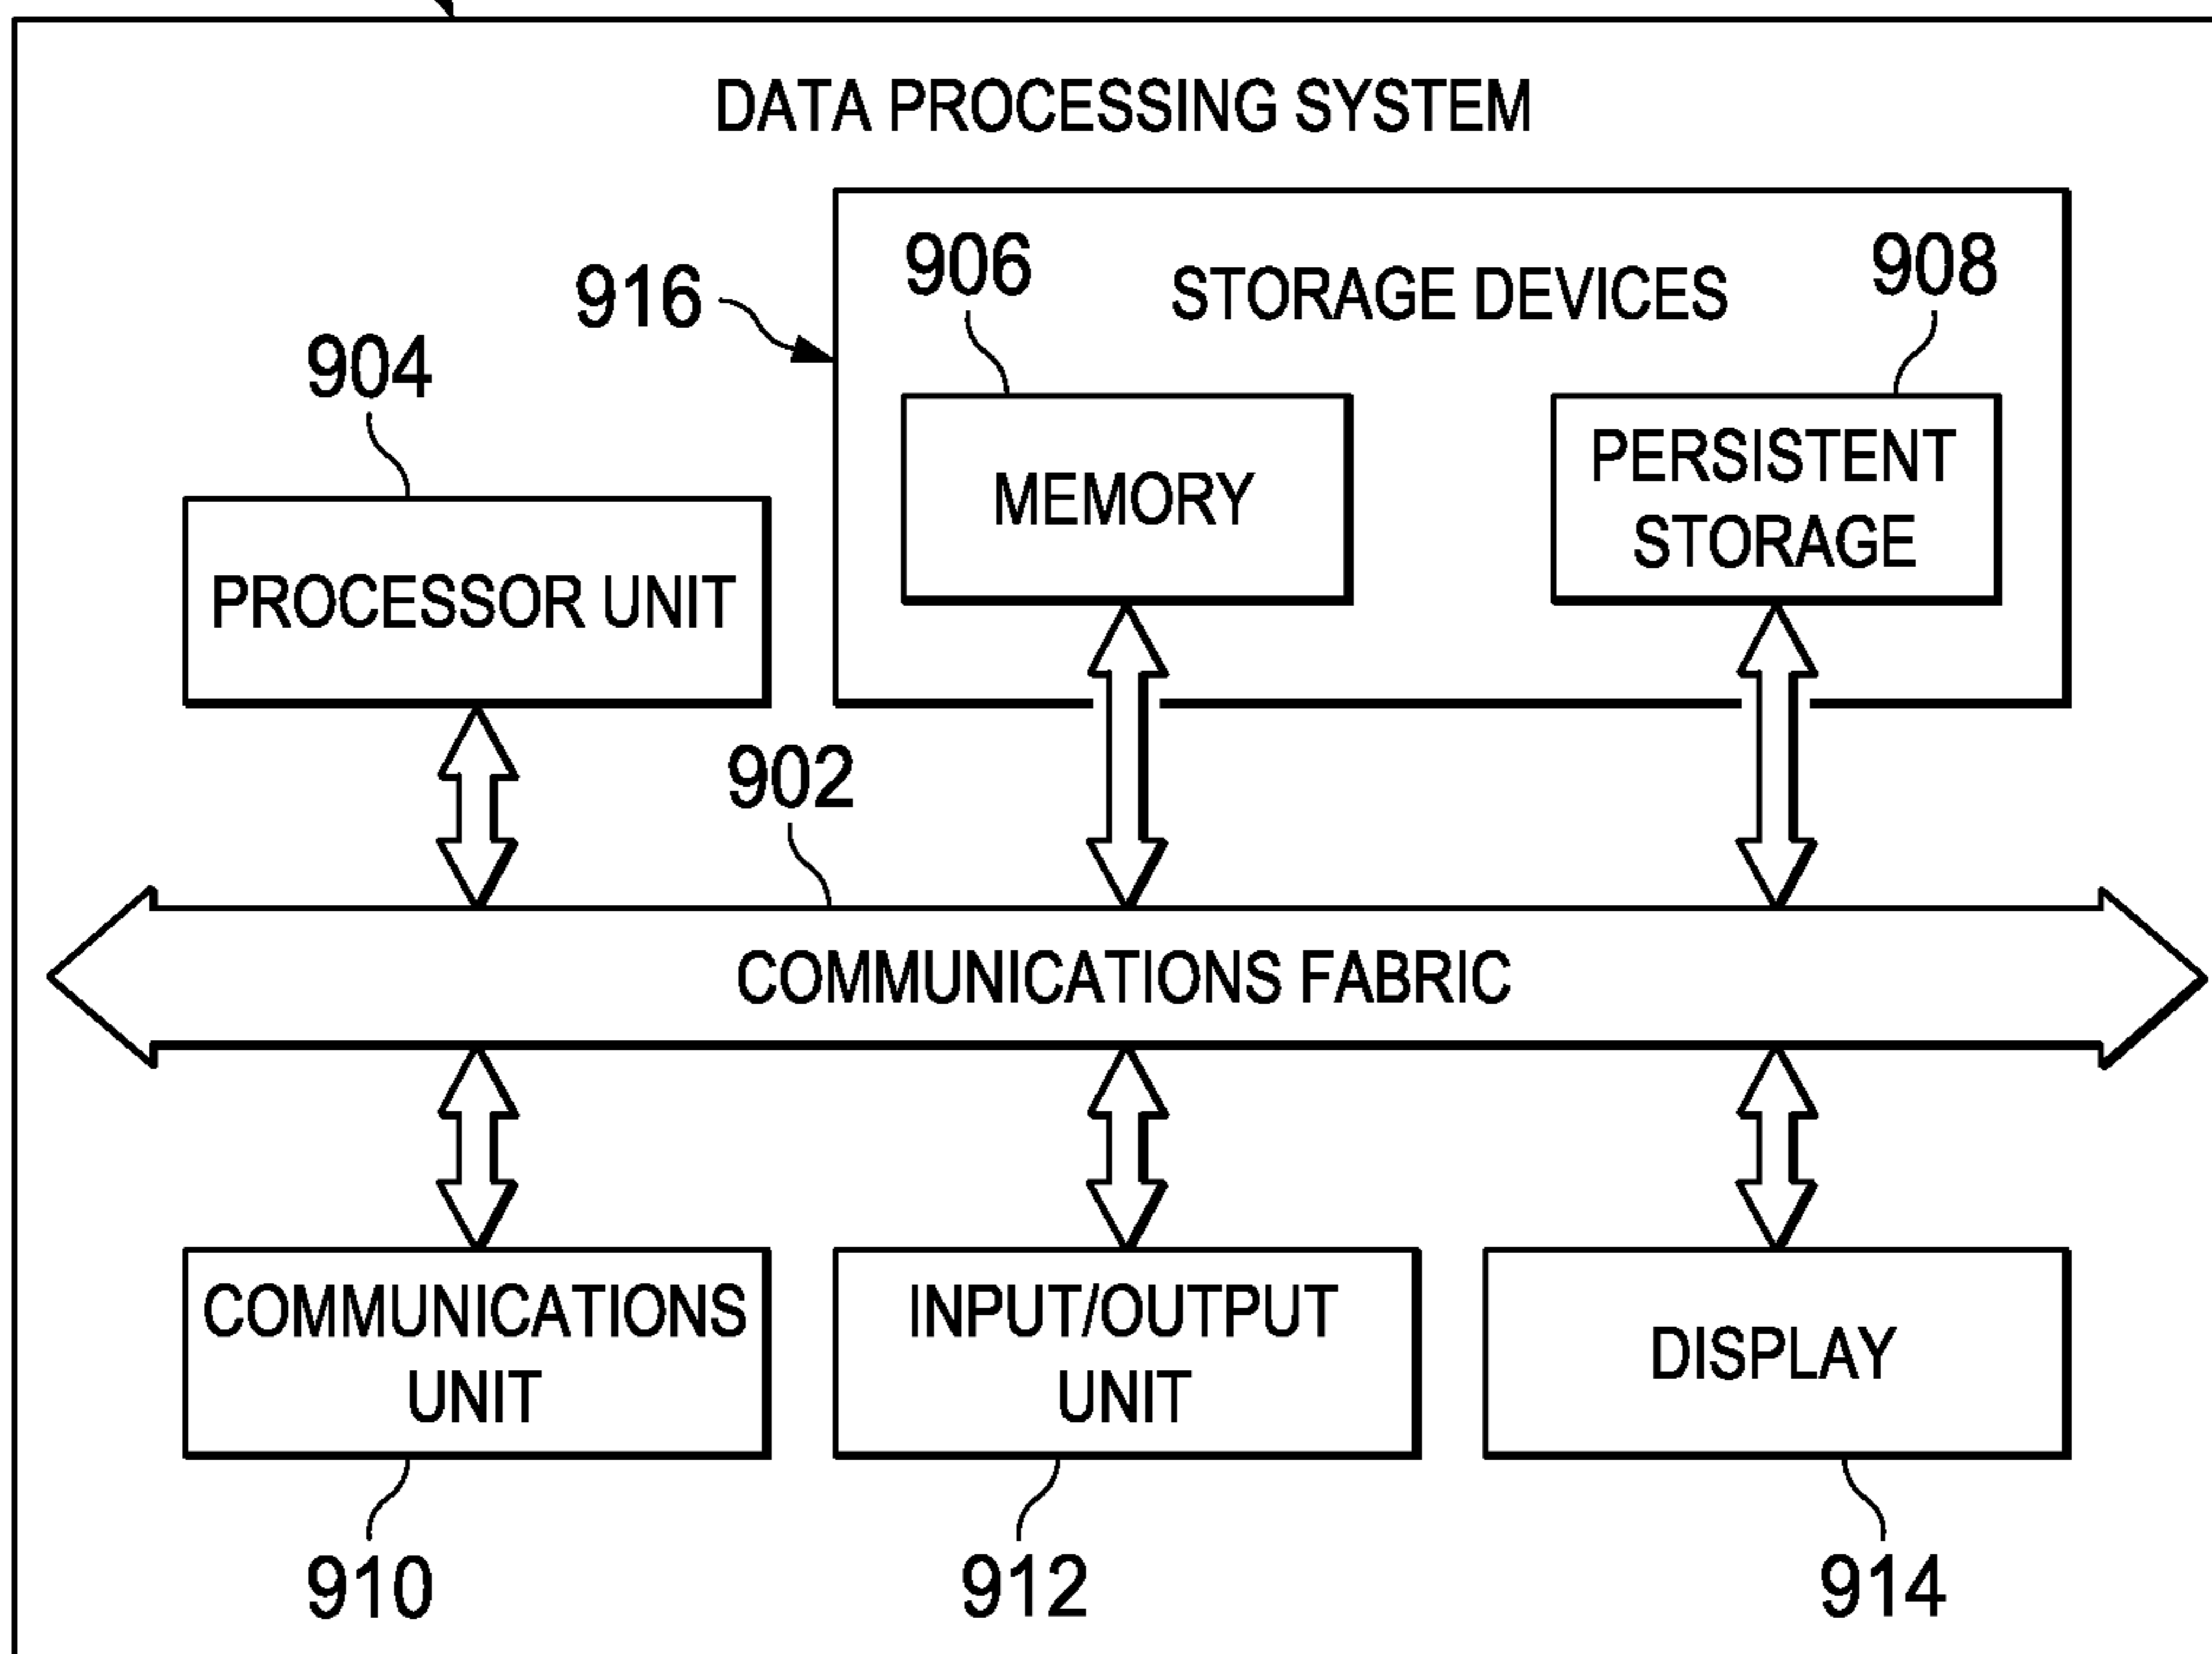 DATA PROCESSING SYSTEM
916
906
STORAGE DEVICES
908
904
MEMORY
PERSISTENT
STORAGE
PROCESSOR UNIT
902
COMMUNICATIONS FABRIC
COMMUNICATIONS
UNIT
INPUT/OUTPUT
UNIT
DISPLAY
910
912
914